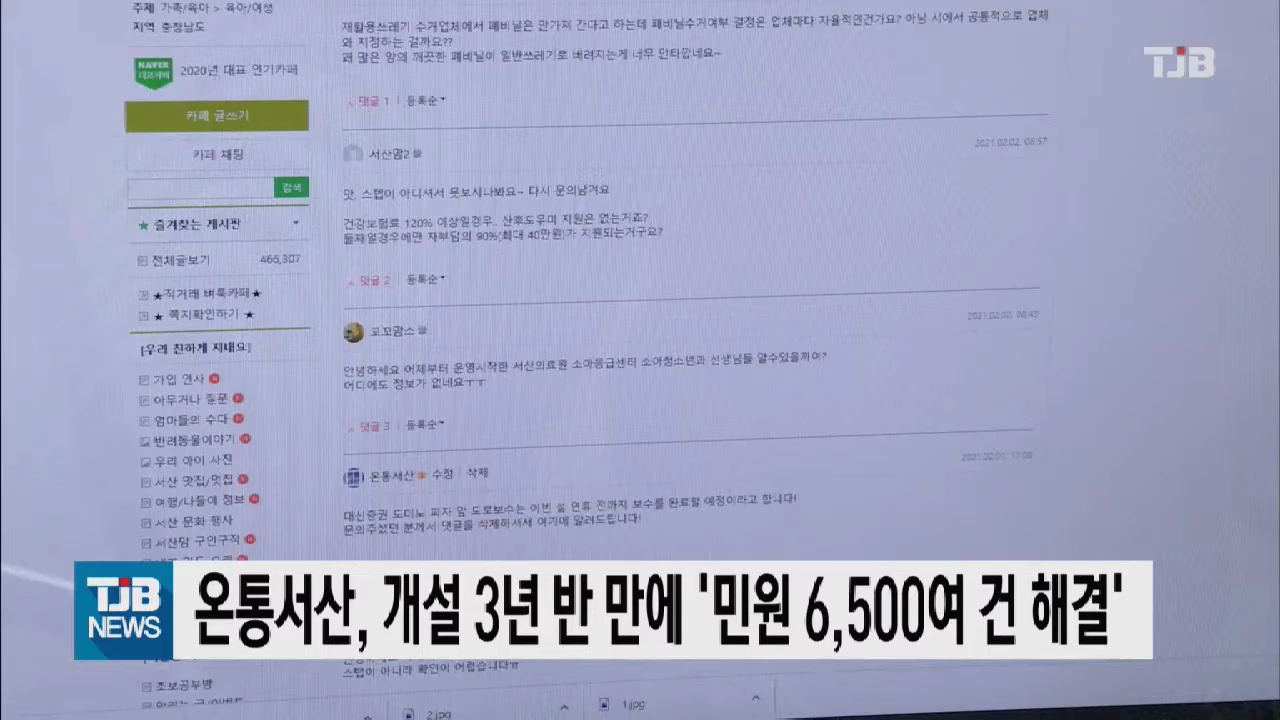 주제 가족/육아 > 육아/여성
지역 충청남도
NAVER
대표카페
2020년 대표 인기카페
카페 글쓰기
카페 채팅
검색
★ 즐겨찾는 게시판
전체글보기 466,307
★직거래 벼룩카페★
★ 쪽지확인하기 ★
[우리 친하게 지내요]
가입 인사
아무거나 질문
엄마들의 수다
반려동물이야기
우리 아이 사진
서산 맛집/멋집
여행/나들이 정보
서산 문화 행사
서산맘 구인구직
초보공부방
재활용쓰레기 수거업체에서 폐비닐은 안가져 간다고 하는데 폐비닐수거여부 결정은 업체마다 자율적인건가요? 아님 시에서 공통적으로 업체
와 지정하는 걸까요??
꽤 많은 양의 깨끗한 폐비닐이 일반쓰레기로 버려지는게 너무 안타깝네요~
댓글 1 | 등록순
서산맘2
2021.02.02. 08:57
앗. 스탭이 아니셔서 못보시나봐요~ 다시 문의남겨요
건강보험료 120% 이상일경우.. 산후도우미 지원은 없는거죠?
둘째일경우에만 자부담의 90%(최대 40만원)가 지원되는거구요?
댓글 2 | 등록순
꼬꼬맘스
2021.02.02. 08:43
안녕하세요 어제부터 운영시작한 서산의료원 소아응급센터 소아청소년과 선생님들 알수있을까여?
어디에도 정보가 없네요ㅜㅜ
댓글 3 | 등록순
온통서산 수정 삭제
2021.02.01. 17:08
대신증권 도미노 피자 앞 도로보수는 이번 설 연휴 전까지 보수를 완료할 예정이라고 합니다!
문의주셨던 분께서 댓글을 삭제하셔서 여기에 알려드립니다!
스탭이 아니라 확인이 어렵습니다ㅠ
2.jpg
1.jpg
TJB
TJB
NEWS
온통서산, 개설 3년 반 만에 '민원 6,500여 건 해결'